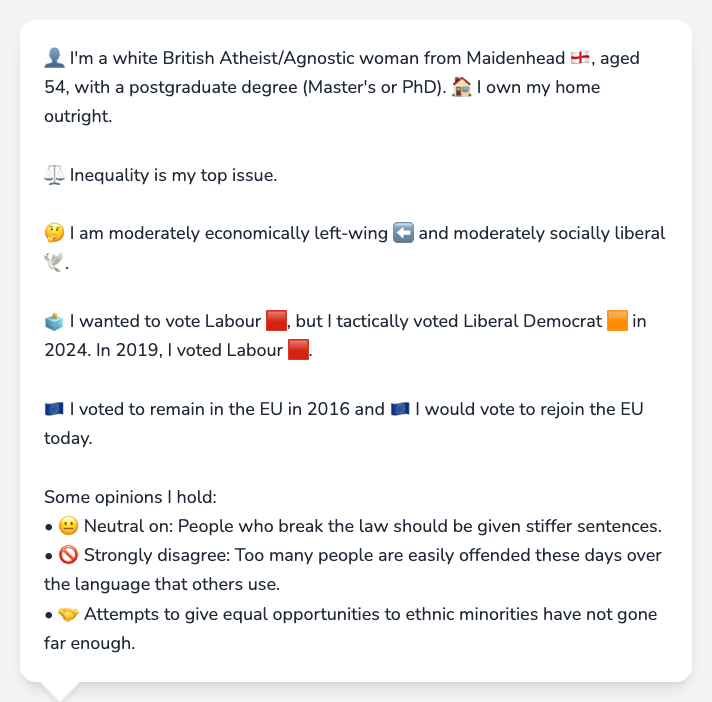 👤 I'm a white British Atheist/Agnostic woman from Maidenhead 🏴󠁧󠁢󠁥󠁮󠁧󠁿, aged
54, with a postgraduate degree (Master's or PhD). 🏠 I own my home
outright.
⚖️ Inequality is my top issue.
🤔 I am moderately economically left-wing ⬅️ and moderately socially liberal
🕊️.
🗳️ I wanted to vote Labour 🟥, but I tactically voted Liberal Democrat 🟧 in
2024. In 2019, I voted Labour 🟥.
🇪🇺 I voted to remain in the EU in 2016 and 🇪🇺 I would vote to rejoin the EU
today.
Some opinions I hold:
• 😐 Neutral on: People who break the law should be given stiffer sentences.
• 🚫 Strongly disagree: Too many people are easily offended these days over
the language that others use.
• 🤝 Attempts to give equal opportunities to ethnic minorities have not gone
far enough.